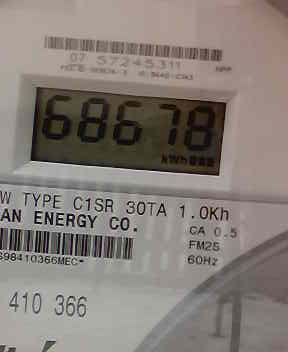 07 57245311
68678
kWh
W TYPE C1SR 30TA 1.0Kh
AN ENERGY CO.
CA 0.5
FM2S
60Hz
S98410366MEC*
410 366